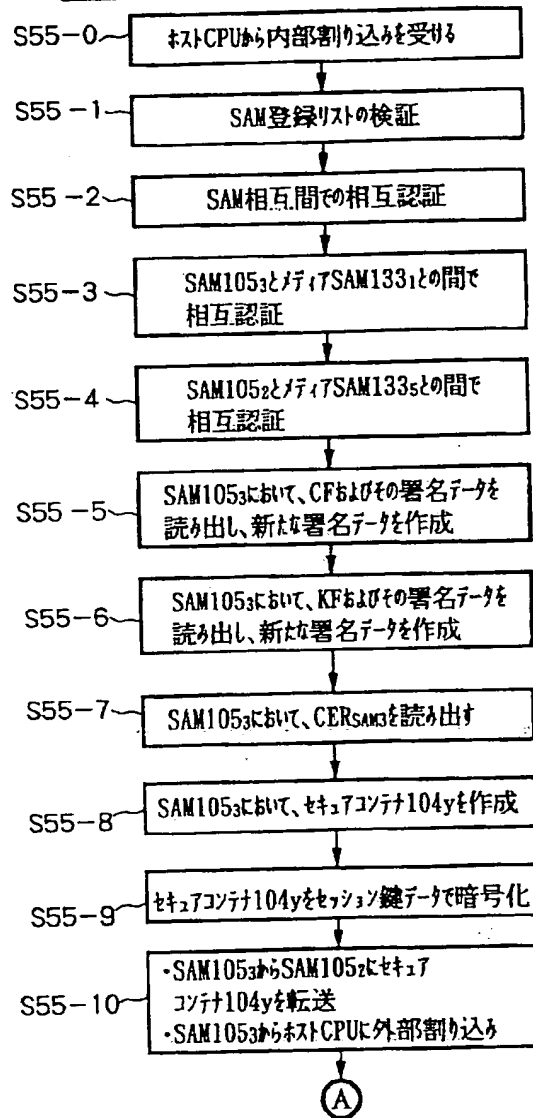 S55-0
ホストCPUから内部割り込みを受ける
S55-1
SAM登録リストの検証
S55-2
SAM相互間での相互認証
S55-3
SAM105₃とメディアSAM133₁との間で
相互認証
S55-4
SAM105₂とメディアSAM133₅との間で
相互認証
S55-5
SAM105₃において、CFおよびその署名データを
読み出し、新たな署名データを作成
S55-6
SAM105₃において、KFおよびその署名データを
読み出し、新たな署名データを作成
S55-7
SAM105₃において、CERSAM3を読み出す
S55-8
SAM105₃において、セキュアコンテナ104yを作成
S55-9
セキュアコンテナ104yをセッション鍵データで暗号化
S55-10
・SAM105₃からSAM105₂にセキュア
コンテナ104yを転送
・SAM105₃からホストCPUに外部割り込み
A